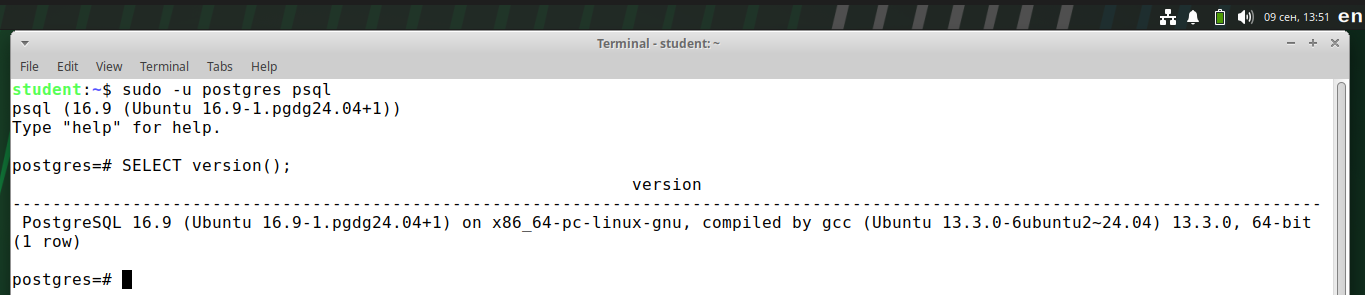 09 сен, 13:51 en
Terminal - student: ~
File Edit View Terminal Tabs Help
student:~$ sudo -u postgres psql
psql (16.9 (Ubuntu 16.9-1.pgdg24.04+1))
Type "help" for help.
postgres=# SELECT version();
version
-----------------------------------------------------------------------------------------------------------------------------------
PostgreSQL 16.9 (Ubuntu 16.9-1.pgdg24.04+1) on x86_64-pc-linux-gnu, compiled by gcc (Ubuntu 13.3.0-6ubuntu2~24.04) 13.3.0, 64-bit
(1 row)
postgres=#